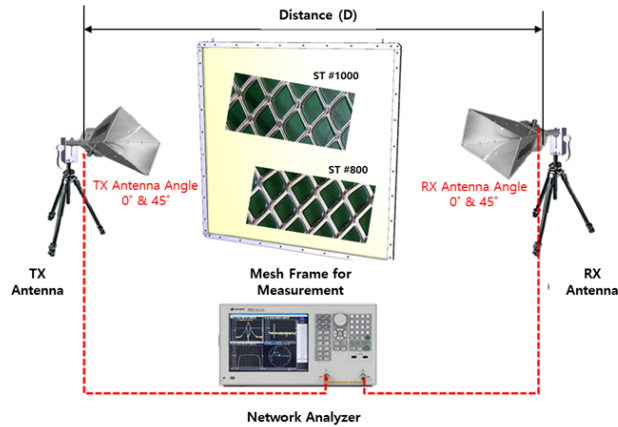 Distance (D)
ST #1000
ST #800
TX Antenna Angle
0° & 45°
RX Antenna Angle
0° & 45°
TX
Antenna
Mesh Frame for
Measurement
RX
Antenna
Network Analyzer